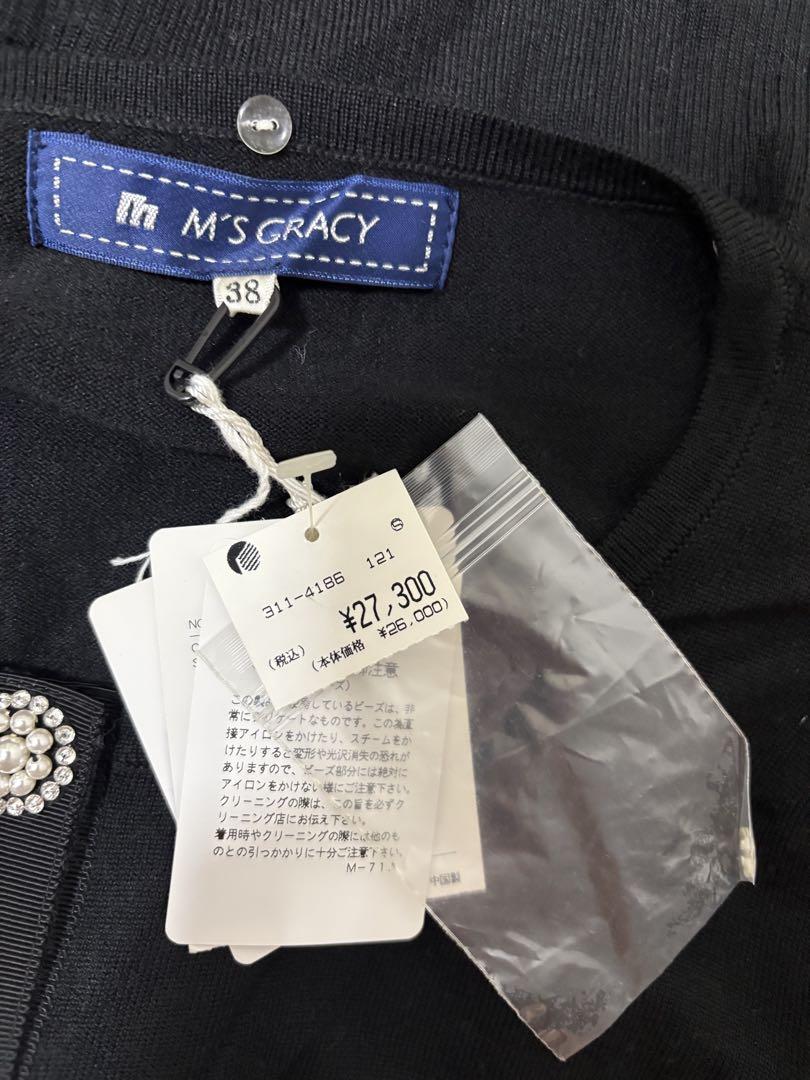 M'S GRACY
38
S
311-4186 121
¥27,300
(税込) (本体価格 ¥26,000)
NO
C
S
注意
ズ)
この製 しているビーズは、非
常にデリケートなものです。この為直
接アイロンをかけたり、スチームをか
けたりすると変形や光沢消失の恐れが
ありますので、ビーズ部分には絶対に
アイロンをかけない様にご注意下さい。
クリーニングの際は、この旨を必ずク
リーニング店にお伝え下さい。
着用時やクリーニングの際には他のも
のとの引っかかりに十分ご注意下さい。
M-71
中国製